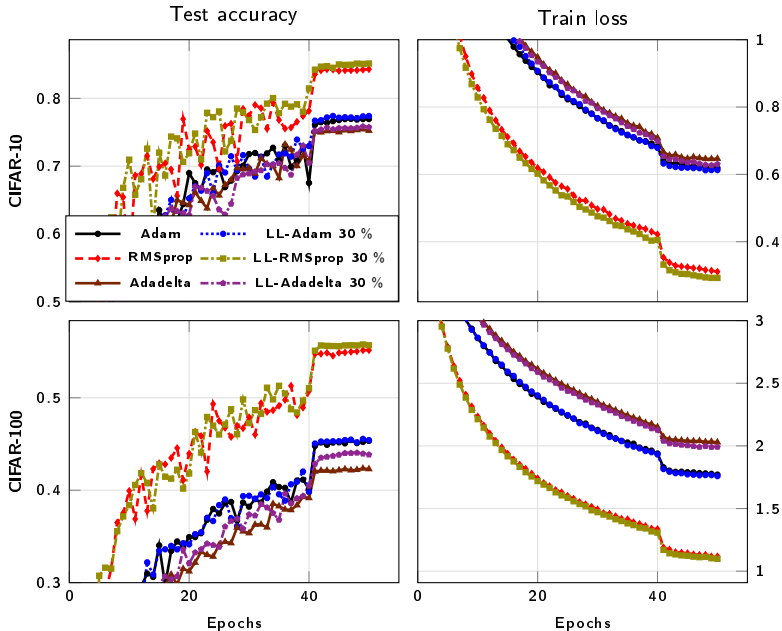 Test accuracy
Train loss
CIFAR-10
0.8
0.7
0.6
0.5
Adam
LL-Adam 30 %
RMSprop
LL-RMSprop 30 %
Adadelta
LL-Adadelta 30 %
1
0.8
0.6
0.4
CIFAR-100
0.5
0.4
0.3
0
20
40
Epochs
3
2.5
2
1.5
1
0
20
40
Epochs